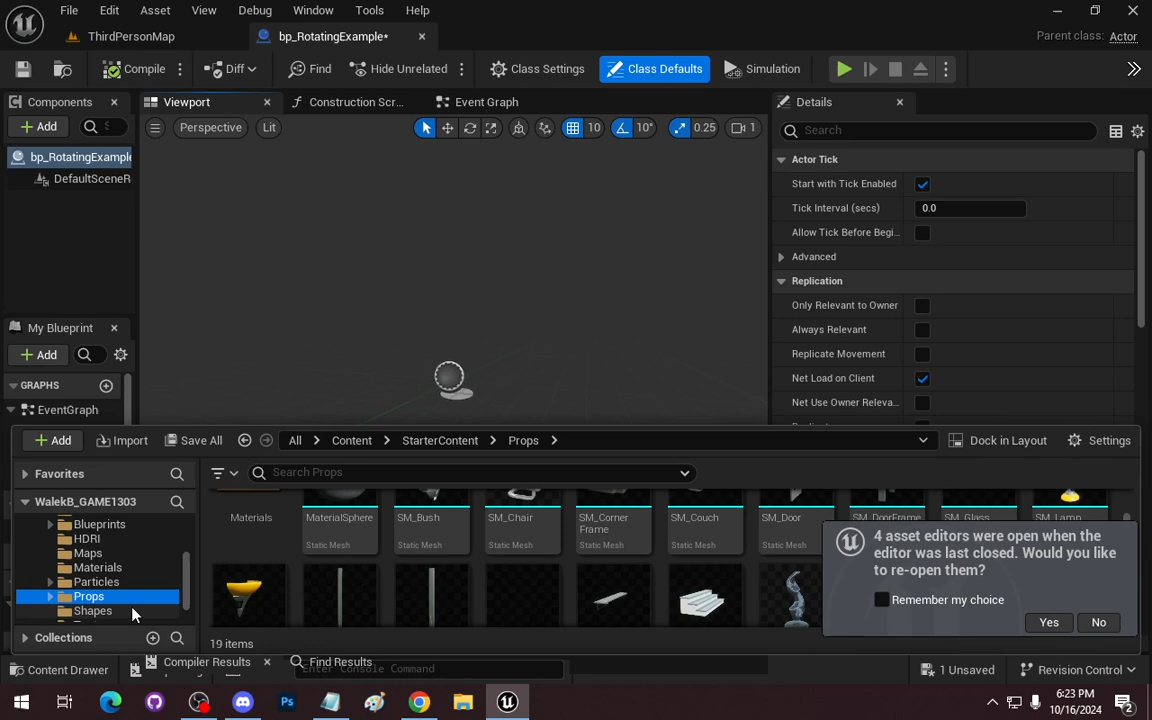 File Edit Asset View Debug Window Tools Help
ThirdPersonMap bp_RotatingExample* Parent class: Actor
Compile Diff Find Hide Unrelated Class Settings Class Defaults Simulation
Components Viewport Construction Scr... Event Graph Details
Add S Perspective Lit 10 10° 0.25 1 Search
bp_RotatingExample
DefaultSceneR
Actor Tick
Start with Tick Enabled
Tick Interval (secs) 0.0
Allow Tick Before Begi...
Advanced
Replication
Only Relevant to Owner
Always Relevant
Replicate Movement
Net Load on Client
Net Use Owner Releva...
My Blueprint
Add
GRAPHS
EventGraph
Add Import Save All All Content StarterContent Props Dock in Layout Settings
Favorites Search Props
WalekB_GAME1303
Blueprints
HDRI
Maps
Materials
Particles
Props
Shapes
Collections
Materials MaterialSphere SM_Bush SM_Chair SM_Corner Frame SM_Couch SM_Door SM_DoorFrame SM_Glass SM_Lamp
Static Mesh Static Mesh Static Mesh Static Mesh Static Mesh Static Mesh
19 items
4 asset editors were open when the
editor was last closed. Would you like
to re-open them?
Remember my choice
Yes No
Content Drawer Compiler Results Find Results Enter Console Command 1 Unsaved Revision Control
Ps 6:23 PM
10/16/2024 2